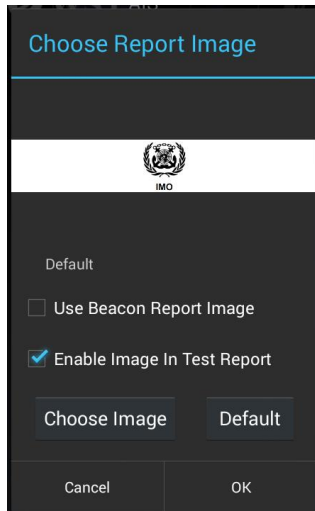 Choose Report Image
IMO
Default
Use Beacon Report Image
Enable Image In Test Report
Choose Image
Default
Cancel
OK